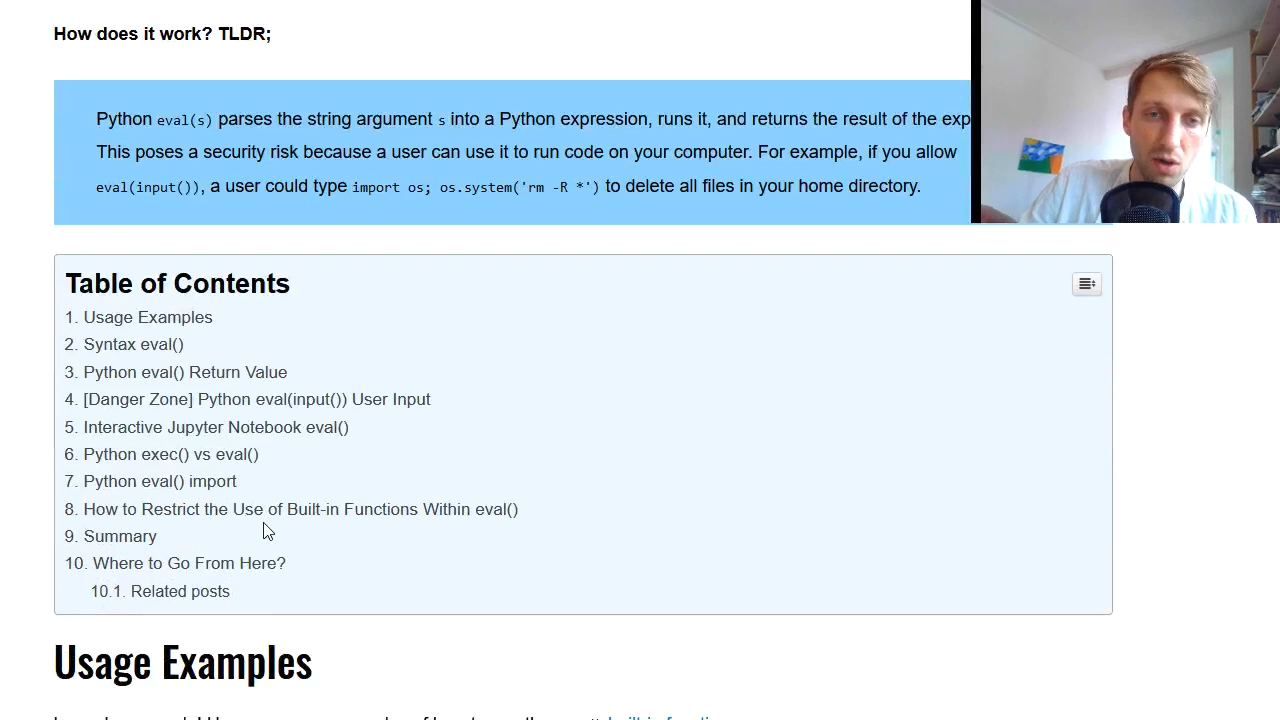 How does it work? TLDR;
Python eval(s) parses the string argument s into a Python expression, runs it, and returns the result of the exp
This poses a security risk because a user can use it to run code on your computer. For example, if you allow
eval(input()), a user could type import os; os.system('rm -R *') to delete all files in your home directory.
Table of Contents
1. Usage Examples
2. Syntax eval()
3. Python eval() Return Value
4. [Danger Zone] Python eval(input()) User Input
5. Interactive Jupyter Notebook eval()
6. Python exec() vs eval()
7. Python eval() import
8. How to Restrict the Use of Built-in Functions Within eval()
9. Summary
10. Where to Go From Here?
10.1. Related posts
Usage Examples